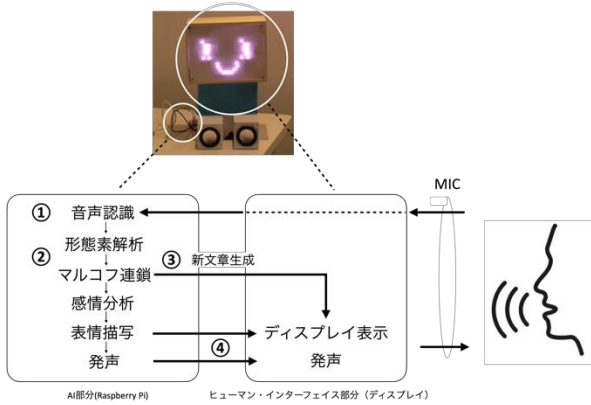 MIC
① 音声認識
形態素解析
②
③ 新文章生成
マルコフ連鎖
感情分析
表情描写
ディスプレイ表示
④
発声
発声
AI部分(Raspberry Pi)
ヒューマン・インターフェイス部分（ディスプレイ）